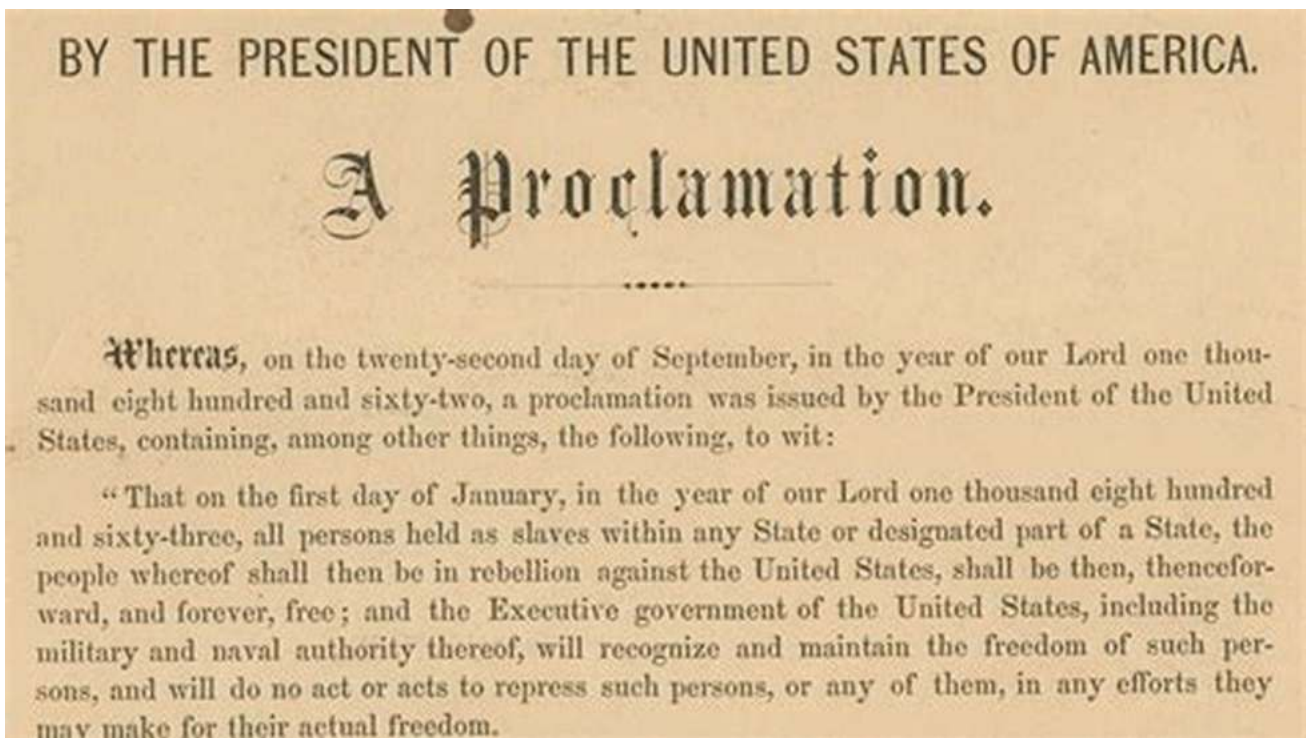 BY THE PRESIDENT OF THE UNITED STATES OF AMERICA.
A Proclamation.
Whereas, on the twenty-second day of September, in the year of our Lord one thou-
sand eight hundred and sixty-two, a proclamation was issued by the President of the United
States, containing, among other things, the following, to wit:
“That on the first day of January, in the year of our Lord one thousand eight hundred
and sixty-three, all persons held as slaves within any State or designated part of a State, the
people whereof shall then be in rebellion against the United States, shall be then, thencefor-
ward, and forever, free; and the Executive government of the United States, including the
military and naval authority thereof, will recognize and maintain the freedom of such per-
sons, and will do no act or acts to repress such persons, or any of them, in any efforts they
may make for their actual freedom.